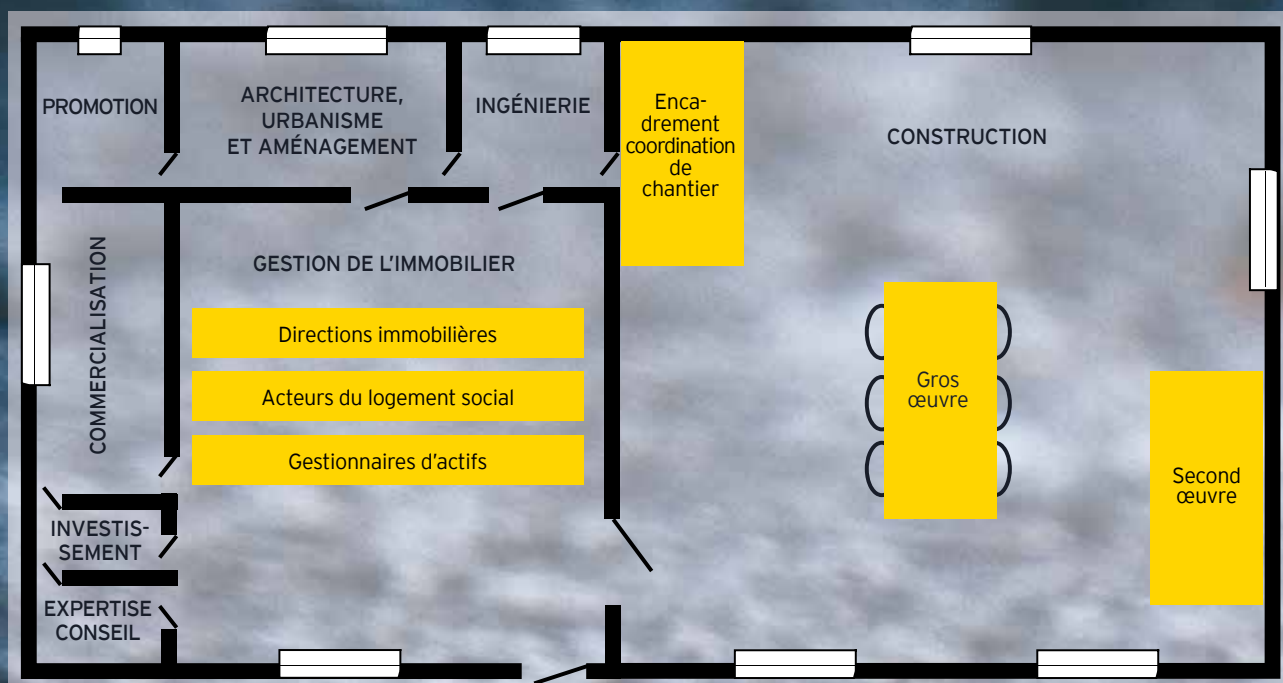 PROMOTION
ARCHITECTURE,
URBANISME
ET AMÉNAGEMENT
INGÉNIERIE
Enca-
drement
coordination
de
chantier
CONSTRUCTION
COMMERCIALISATION
GESTION DE L’IMMOBILIER
Directions immobilières
Acteurs du logement social
Gestionnaires d’actifs
Gros
œuvre
Second
œuvre
INVESTIS-
SEMENT
EXPERTISE
CONSEIL